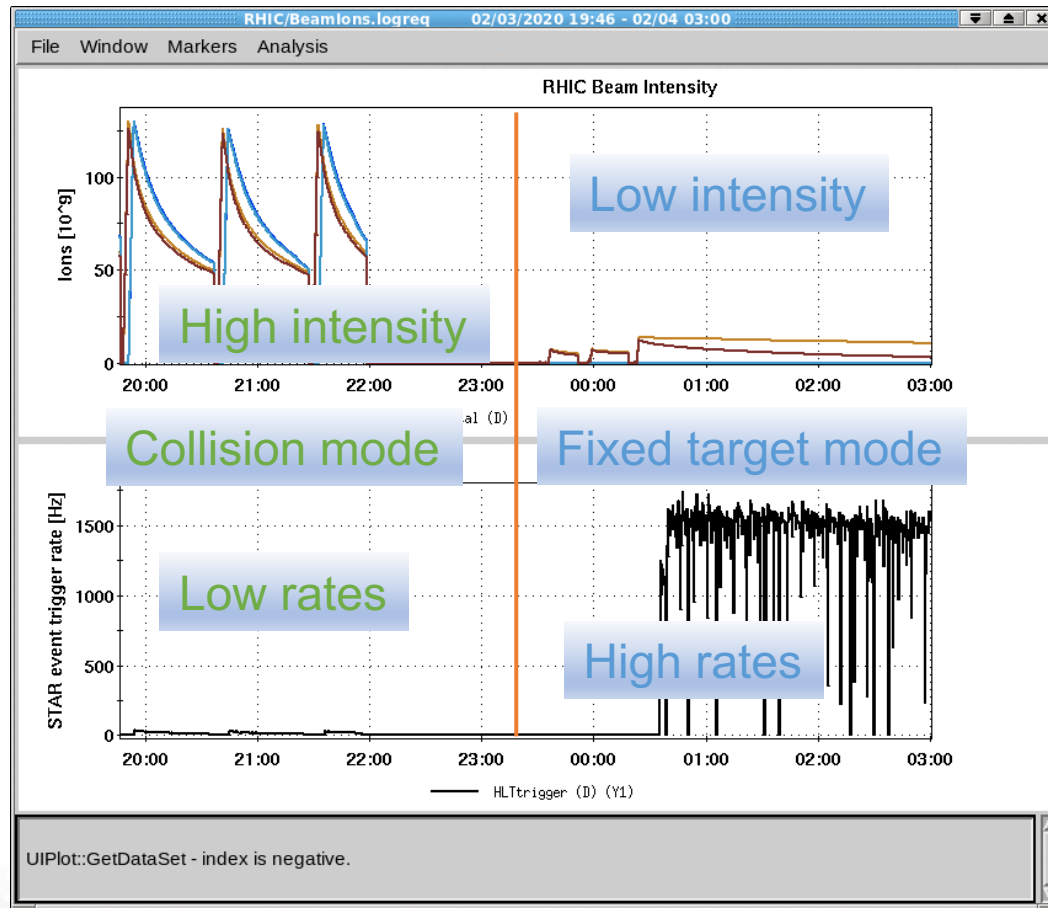 RHIC/BeamIons.logreq 02/03/2020 19:46 - 02/04 03:00
File Window Markers Analysis
RHIC Beam Intensity
Ions [10^9]
100
50
0
Low intensity
High intensity
20:00 21:00 22:00 23:00 00:00 01:00 02:00 03:00
(D)
Collision mode
Fixed target mode
STAR event trigger rate [Hz]
1500
1000
500
0
Low rates
High rates
20:00 21:00 22:00 23:00 00:00 01:00 02:00 03:00
HLTtrigger (D) (Y1)
UIPlot::GetDataSet - index is negative.